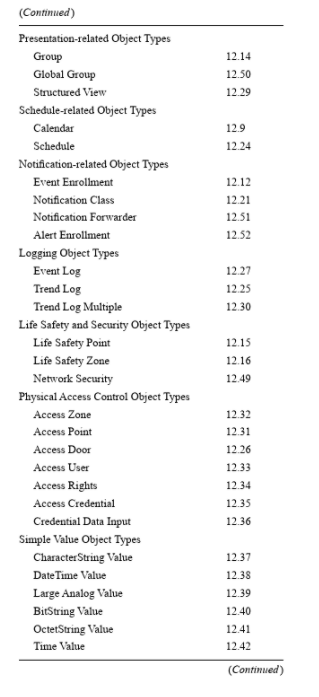 (Continued)
Presentation-related Object Types
Group 12.14
Global Group 12.50
Structured View 12.29
Schedule-related Object Types
Calendar 12.9
Schedule 12.24
Notification-related Object Types
Event Enrollment 12.12
Notification Class 12.21
Notification Forwarder 12.51
Alert Enrollment 12.52
Logging Object Types
Event Log 12.27
Trend Log 12.25
Trend Log Multiple 12.30
Life Safety and Security Object Types
Life Safety Point 12.15
Life Safety Zone 12.16
Network Security 12.49
Physical Access Control Object Types
Access Zone 12.32
Access Point 12.31
Access Door 12.26
Access User 12.33
Access Rights 12.34
Access Credential 12.35
Credential Data Input 12.36
Simple Value Object Types
CharacterString Value 12.37
DateTime Value 12.38
Large Analog Value 12.39
BitString Value 12.40
OctetString Value 12.41
Time Value 12.42
(Continued)